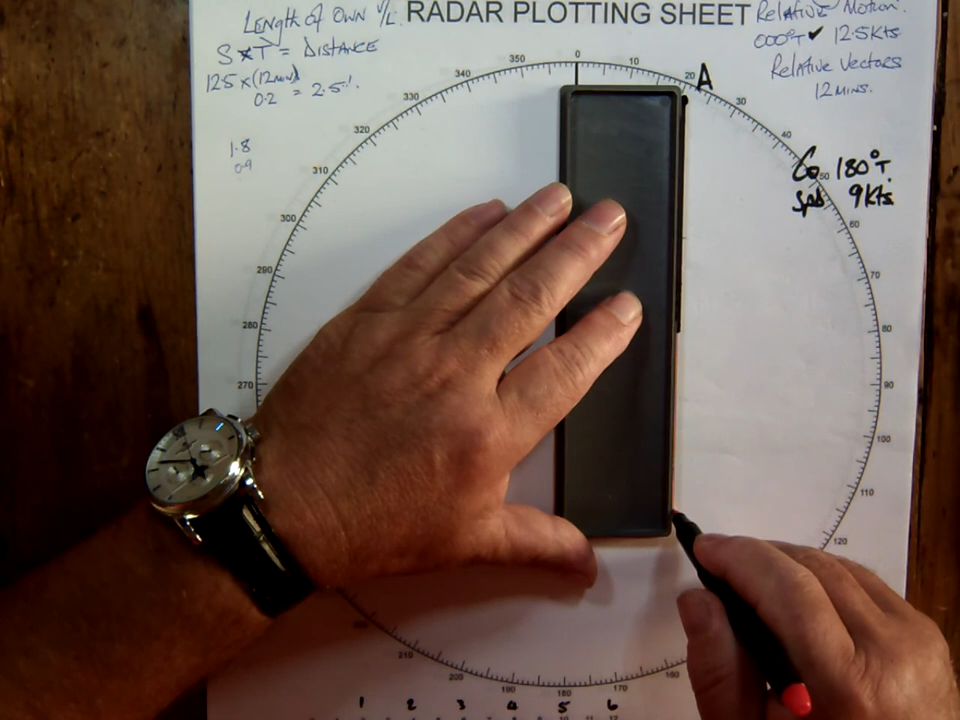 RADAR PLOTTING SHEET
Length of Own V/L.
S × T = Distance
12.5 × (12min)
0.2 = 2.5'.
1.8
0.9
Relative Motion.
000°T ✓ 12.5Kts
Relative Vectors
12 mins.
A
Co 180°T.
Spd 9Kts
0
10
20
30
40
50
60
70
80
90
100
110
120
160
170
180
190
200
210
270
280
290
300
310
320
330
340
350
1 2 3 4 5 6